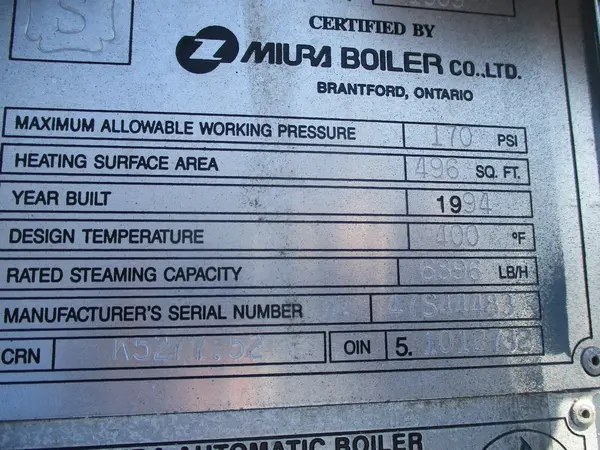 S
CERTIFIED BY
MIURA BOILER CO.,LTD.
BRANTFORD, ONTARIO
MAXIMUM ALLOWABLE WORKING PRESSURE 170 PSI
HEATING SURFACE AREA 496 SQ. FT.
YEAR BUILT 1994
DESIGN TEMPERATURE 400 °F
RATED STEAMING CAPACITY LB/H
MANUFACTURER'S SERIAL NUMBER
CRN OIN 5.
AUTOMATIC BOILER